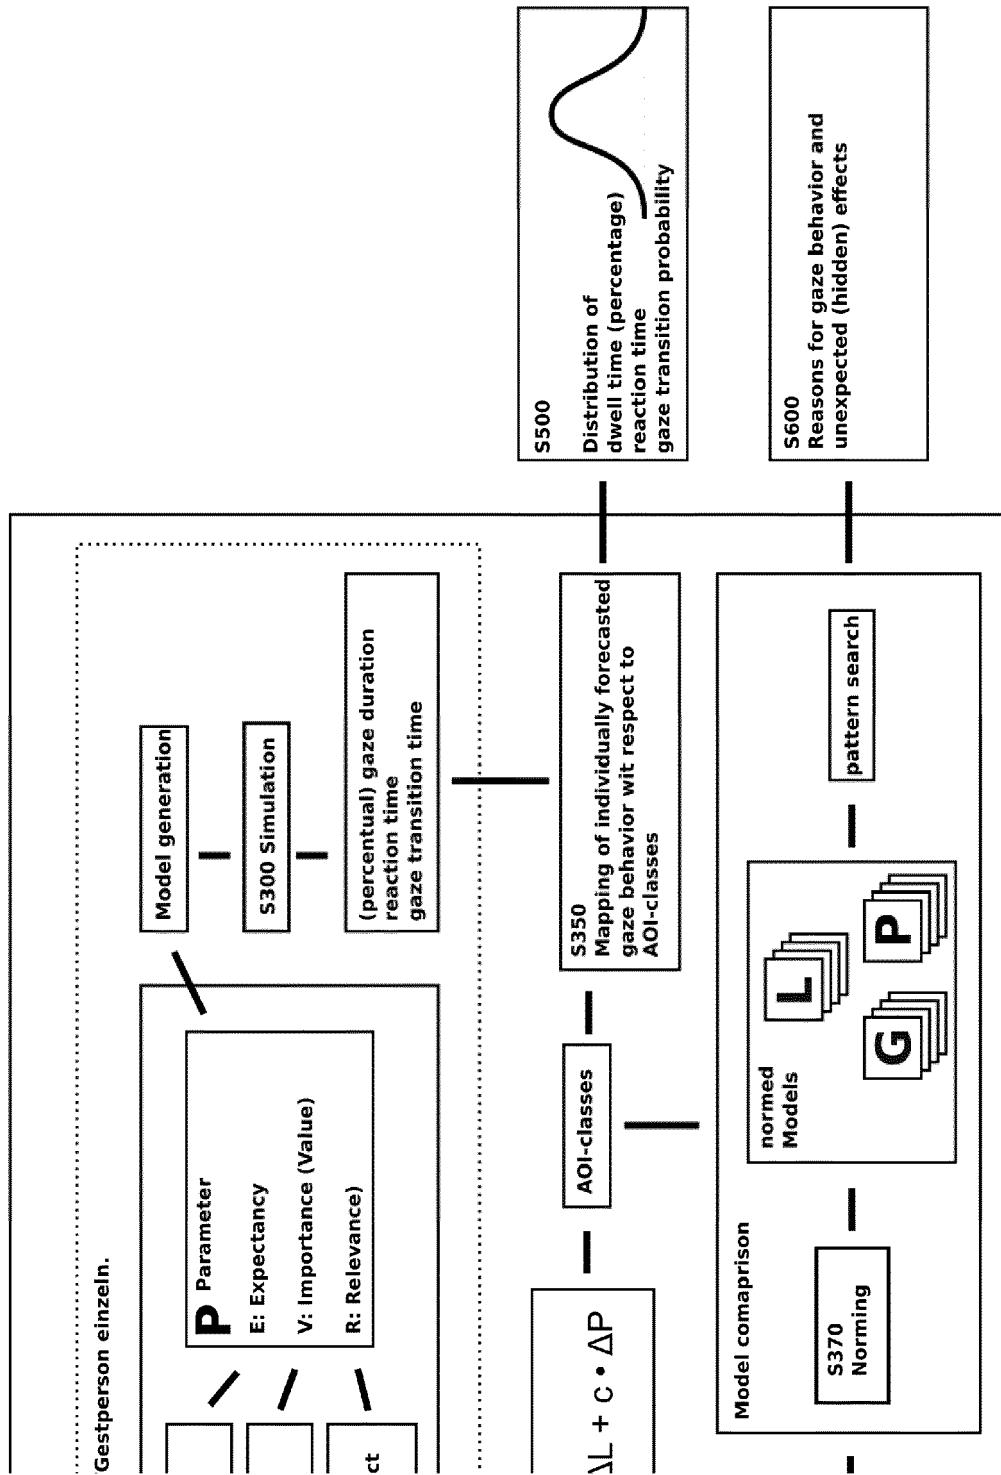 /Gestperson einzeln.
P Parameter
E: Expectancy
V: Importance (Value)
R: Relevance)
ct
Model generation
S300 Simulation
(percentual) gaze duration
reaction time
gaze transition time
ΔL + c • ΔP
AOI-classes
S350
Mapping of individually forecasted
gaze behavior wit respect to
AOI-classes
S500
Distribution of
dwell time (percentage)
reaction time
gaze transition probability
Model comaprison
S370
Norming
normed
Models
L
G
P
pattern search
S600
Reasons for gaze behavior and
unexpected (hidden) effects